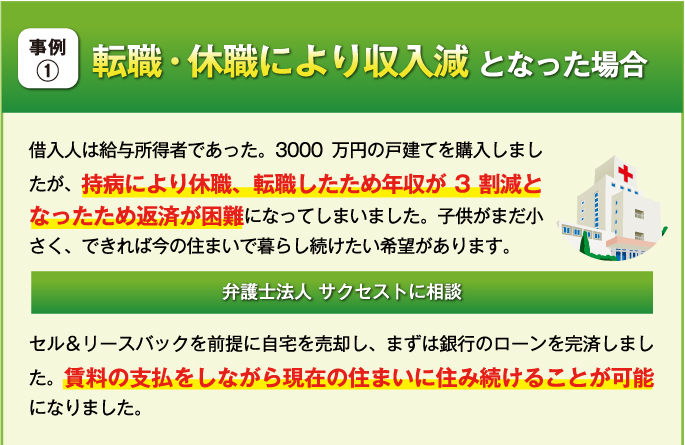 事例
①
転職・休職により収入減 となった場合
借入人は給与所得者であった。3000 万円の戸建てを購入しまし
たが、持病により休職、転職したため年収が 3 割減と
なったため返済が困難になってしまいました。子供がまだ小
さく、できれば今の住まいで暮らし続けたい希望があります。
弁護士法人 サクセストに相談
セル＆リースバックを前提に自宅を売却し、まずは銀行のローンを完済しまし
た。賃料の支払をしながら現在の住まいに住み続けることが可能
になりました。